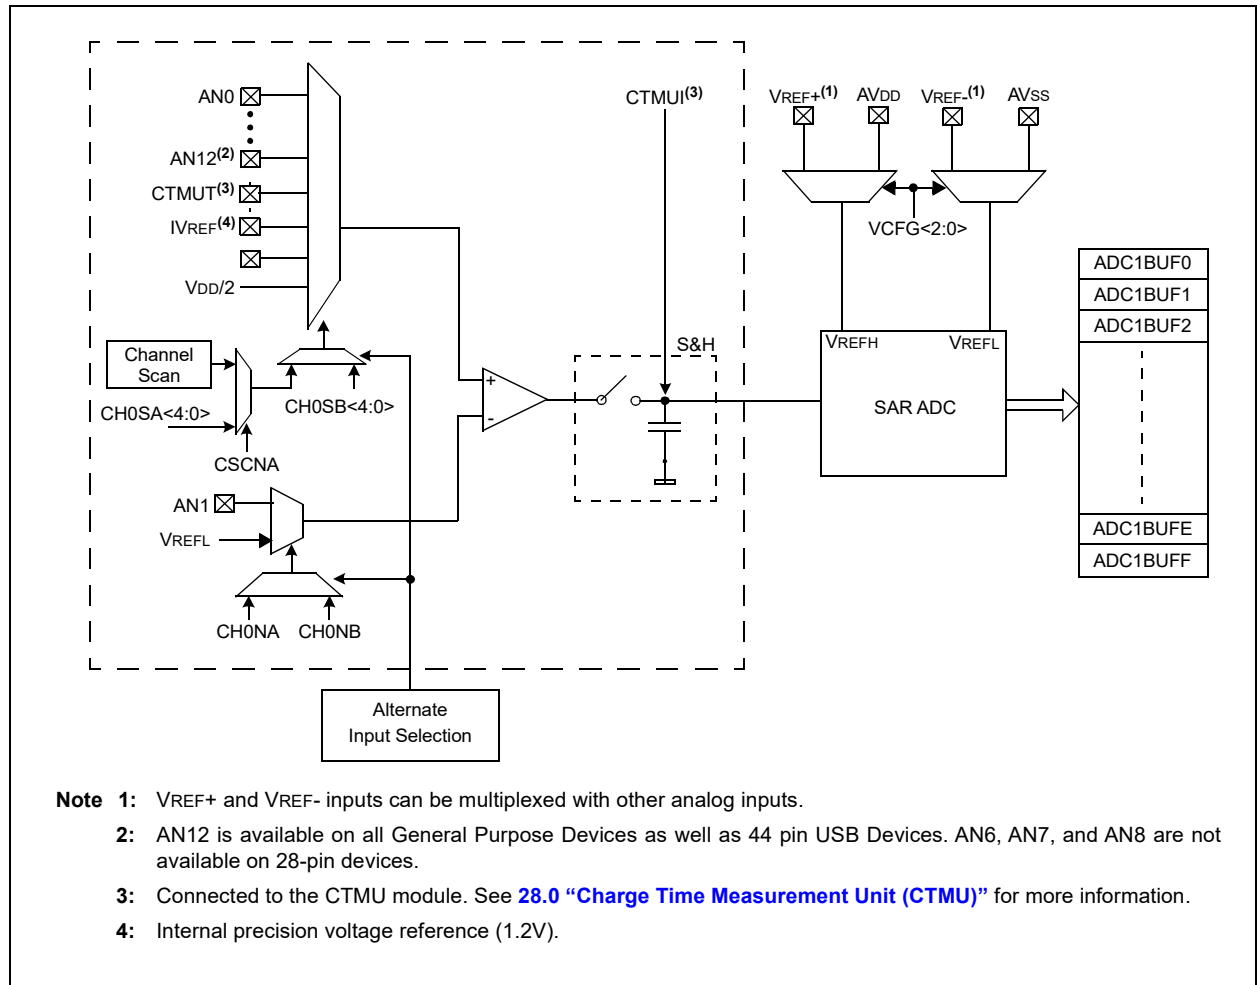 AN0
AN12(2)
CTMUT(3)
IVREF(4)
VDD/2
Channel
Scan
CH0SA<4:0>
CH0SB<4:0>
CSCNA
AN1
VREFL
CH0NA CH0NB
+
-
CTMUI(3)
S&H
Alternate
Input Selection
VREF+(1) AVDD VREF-(1) AVSS
VCFG<2:0>
VREFH VREFL
SAR ADC
ADC1BUF0
ADC1BUF1
ADC1BUF2
ADC1BUFE
ADC1BUFF
Note 1: VREF+ and VREF- inputs can be multiplexed with other analog inputs.
2: AN12 is available on all General Purpose Devices as well as 44 pin USB Devices. AN6, AN7, and AN8 are not
available on 28-pin devices.
3: Connected to the CTMU module. See 28.0 “Charge Time Measurement Unit (CTMU)” for more information.
4: Internal precision voltage reference (1.2V).